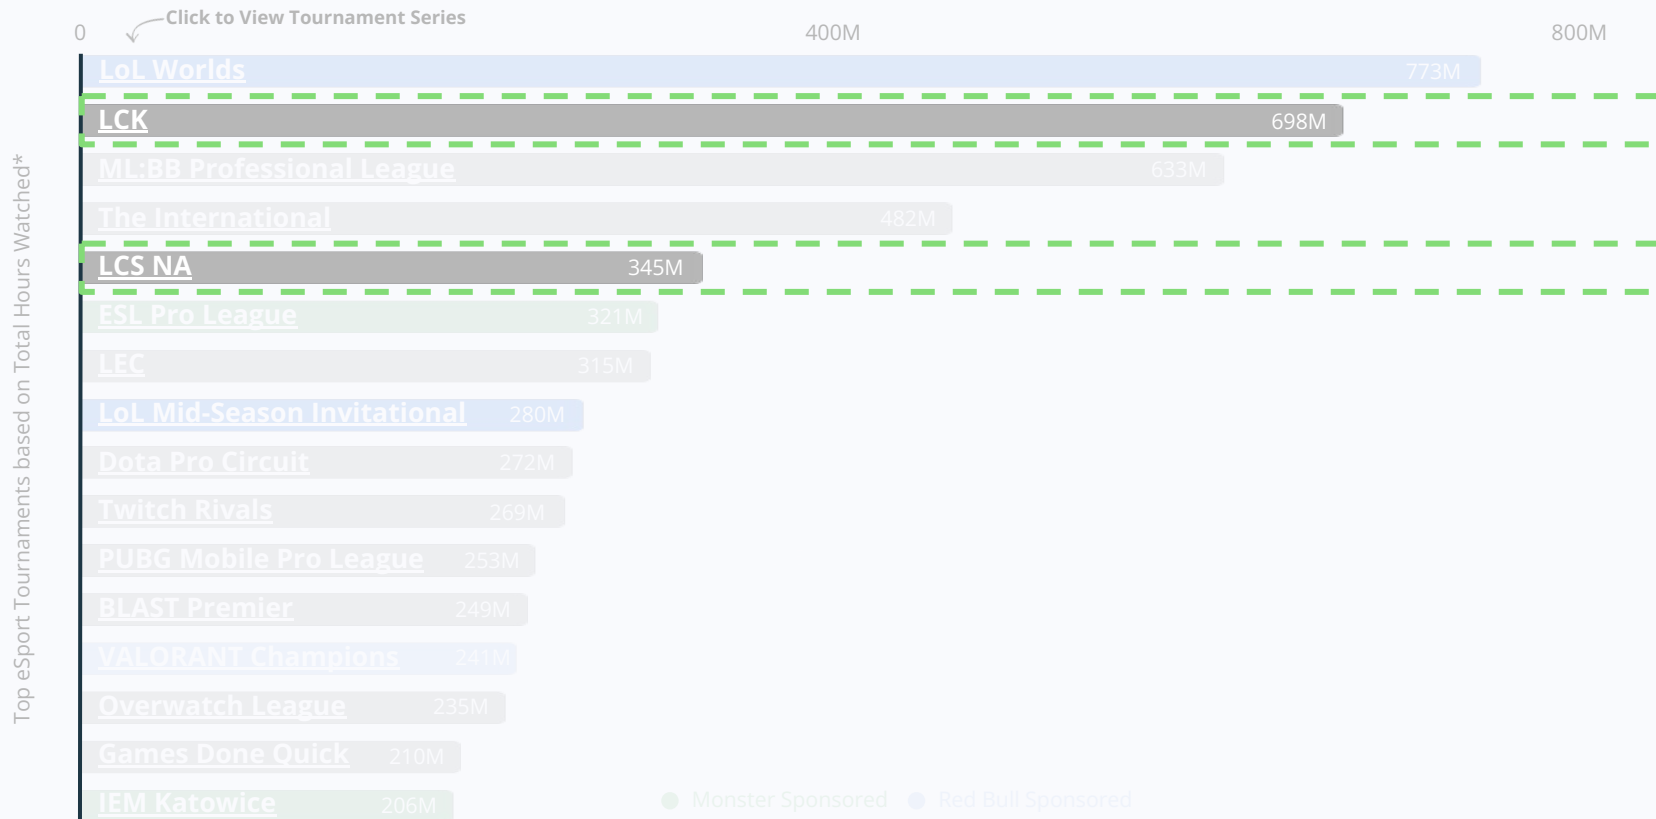 Click to View Tournament Series
0 400M 800M
Top eSport Tournaments based on Total Hours Watched*
LoL Worlds 773M
LCK 698M
ML:BB Professional League 633M
The International 482M
LCS NA 345M
ESL Pro League 321M
LEC 315M
LoL Mid-Season Invitational 280M
Dota Pro Circuit 272M
Twitch Rivals 269M
PUBG Mobile Pro League 253M
BLAST Premier 249M
VALORANT Champions 241M
Overwatch League 235M
Games Done Quick 210M
IEM Katowice 206M
Monster Sponsored Red Bull Sponsored